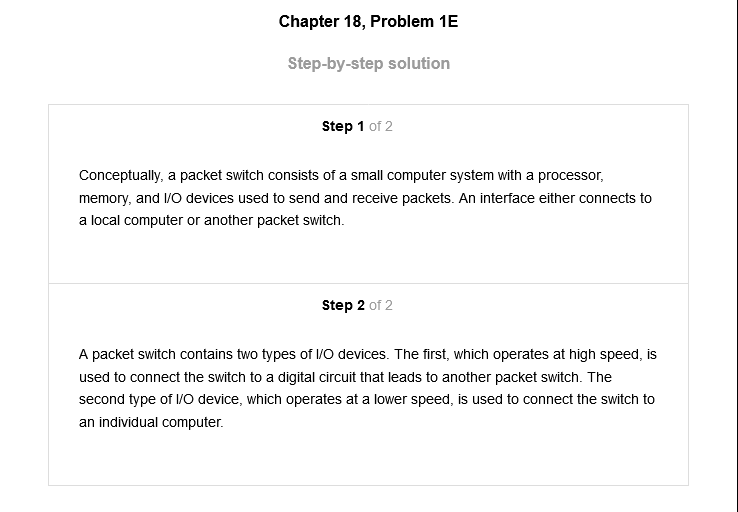 Chapter 18, Problem 1E
Step-by-step solution
Step 1 of 2
Conceptually, a packet switch consists of a small computer system with a processor,
memory, and I/O devices used to send and receive packets. An interface either connects to
a local computer or another packet switch.
Step 2 of 2
A packet switch contains two types of I/O devices. The first, which operates at high speed, is
used to connect the switch to a digital circuit that leads to another packet switch. The
second type of I/O device, which operates at a lower speed, is used to connect the switch to
an individual computer.